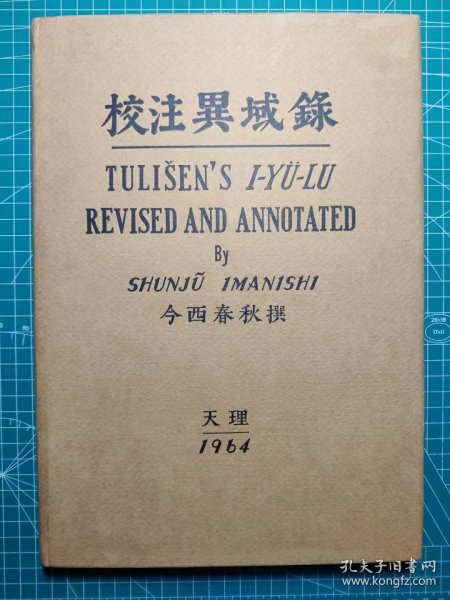 校注異域錄
TULIŠEN'S I-YÜ-LU
REVISED AND ANNOTATED
By
SHUNJŪ IMANISHI
今西春秋撰
天理
1964
孔夫子旧书网
www.kongfz.com